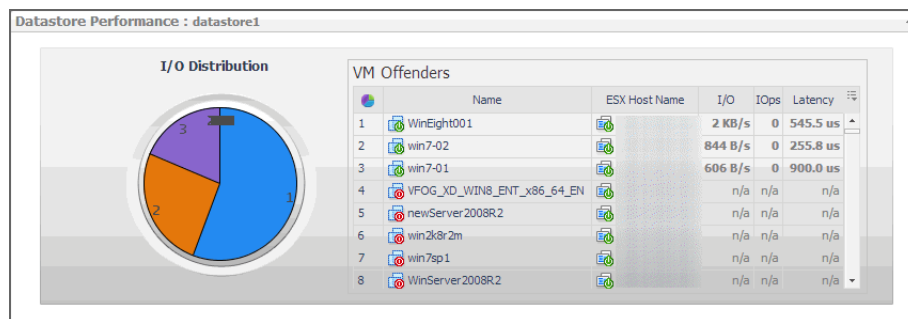 Datastore Performance : datastore1
I/O Distribution
3
2
1
VM Offenders
Name ESX Host Name I/O IOps Latency
1 WinEight001 2 KB/s 0 545.5 us
2 win7-02 844 B/s 0 255.8 us
3 win7-01 606 B/s 0 900.0 us
4 VFOG_XD_WIN8_ENT_x86_64_EN n/a n/a n/a
5 newServer2008R2 n/a n/a n/a
6 win2k8r2m n/a n/a n/a
7 win7sp1 n/a n/a n/a
8 WinServer2008R2 n/a n/a n/a